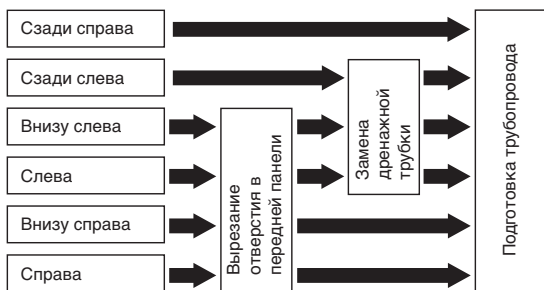 Сзади справа
Сзади слева
Внизу слева
Слева
Внизу справа
Справа
Вырезание
отверстия в
передней панели
Замена
дренажной
трубки
Подготовка трубопровода